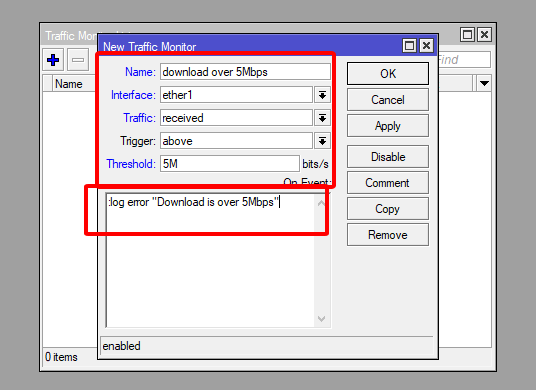 Traffic Mo
Find
Name
New Traffic Monitor
Name: download over 5Mbps
Interface: ether1
Traffic: received
Trigger: above
Threshold: 5M bits/s
On Event:
:log error "Download is over 5Mbps"
OK
Cancel
Apply
Disable
Comment
Copy
Remove
enabled
0 items